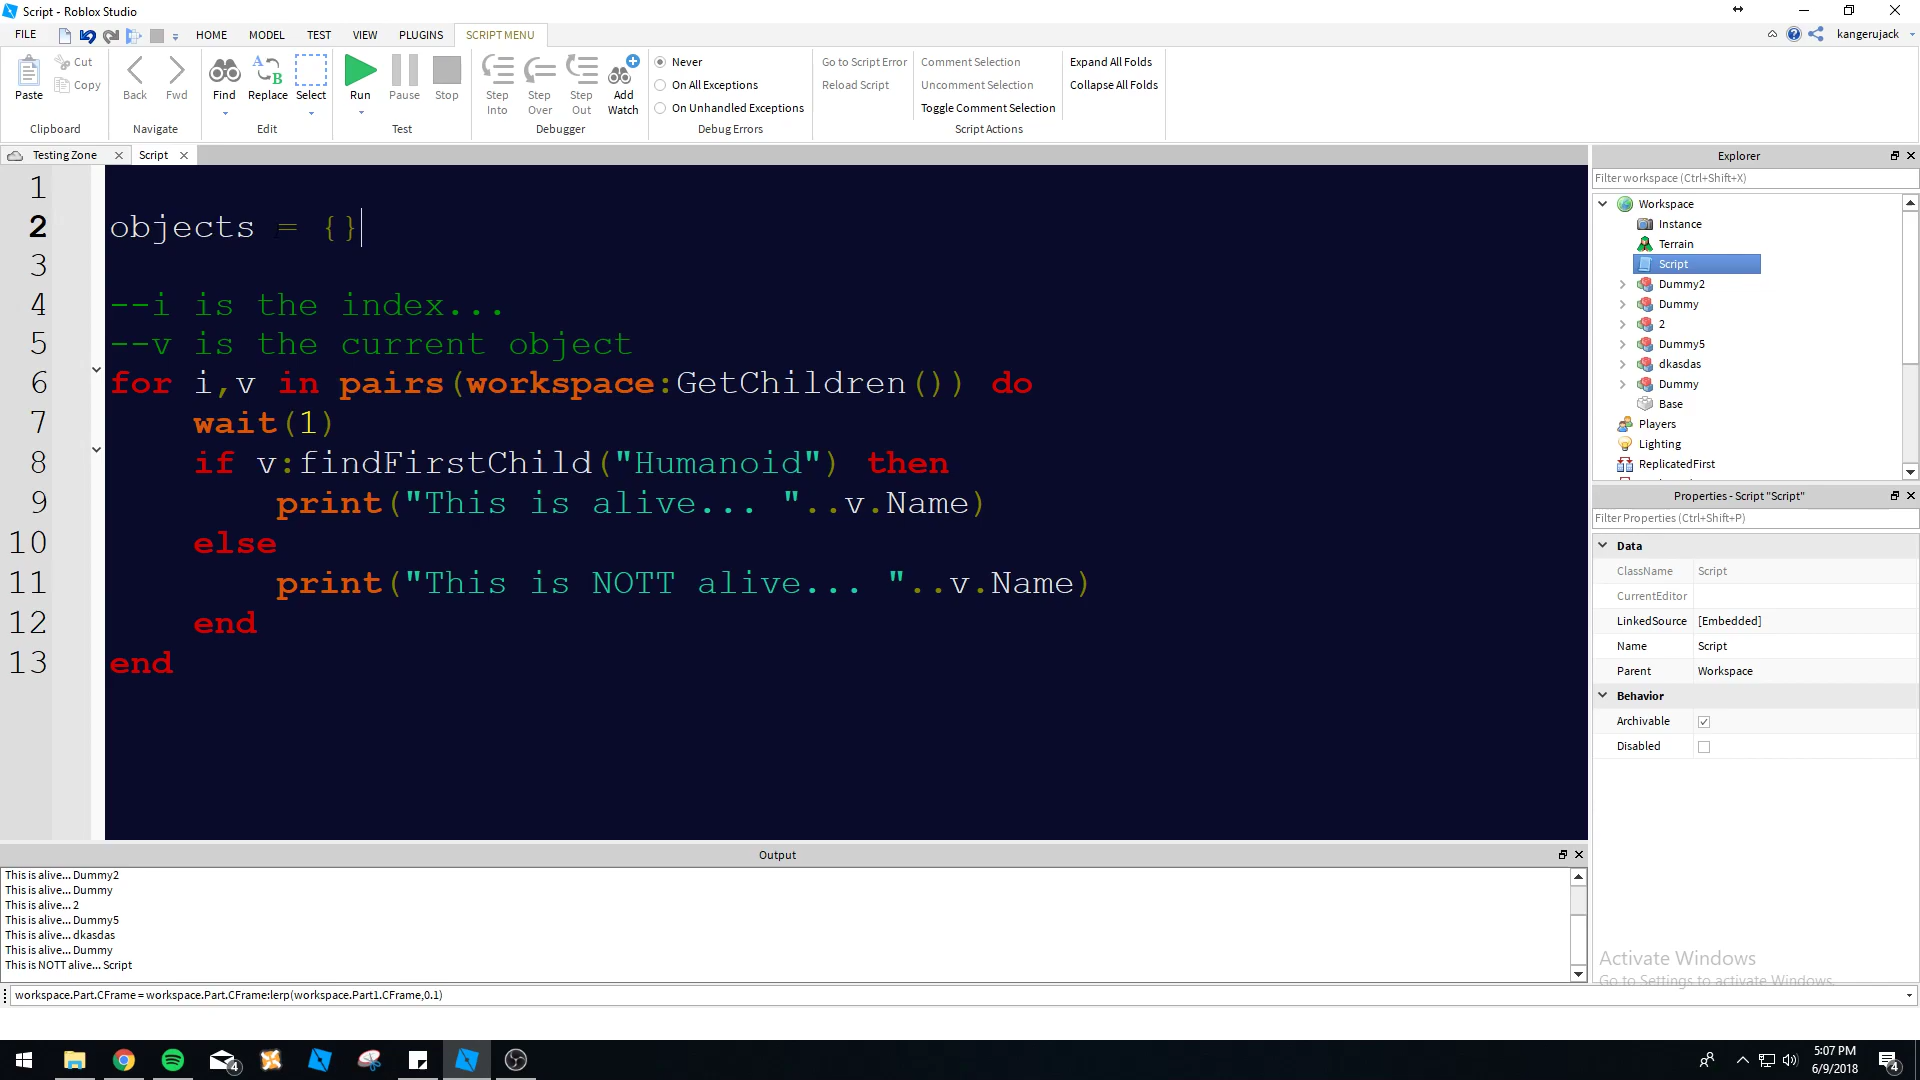 Script - Roblox Studio
FILE HOME MODEL TEST VIEW PLUGINS SCRIPT MENU kangerujack
Paste Cut Copy Clipboard
Back Fwd Navigate
Find Replace Select Edit
Run Pause Stop Test
Step Into Step Over Step Out Add Watch Debugger
Never
On All Exceptions
On Unhandled Exceptions
Debug Errors
Go to Script Error
Reload Script
Comment Selection
Uncomment Selection
Toggle Comment Selection
Script Actions
Expand All Folds
Collapse All Folds
Testing Zone Script
1
2 objects = {}
3
4 --i is the index...
5 --v is the current object
6 for i,v in pairs(workspace:GetChildren()) do
7 wait(1)
8 if v:findFirstChild("Humanoid") then
9 print("This is alive... "..v.Name)
10 else
11 print("This is NOTT alive... "..v.Name)
12 end
13 end
Explorer
Filter workspace (Ctrl+Shift+X)
Workspace
Instance
Terrain
Script
Dummy2
Dummy
2
Dummy5
dkasdas
Dummy
Base
Players
Lighting
ReplicatedFirst
Properties - Script "Script"
Filter Properties (Ctrl+Shift+P)
Data
ClassName Script
CurrentEditor
LinkedSource [Embedded]
Name Script
Parent Workspace
Behavior
Archivable
Disabled
Output
This is alive... Dummy2
This is alive... Dummy
This is alive... 2
This is alive... Dummy5
This is alive... dkasdas
This is alive... Dummy
This is NOTT alive... Script
Activate Windows
Go to Settings to activate Windows.
workspace.Part.CFrame = workspace.Part.CFrame:lerp(workspace.Part1.CFrame,0.1)
4
5:07 PM
6/9/2018
4